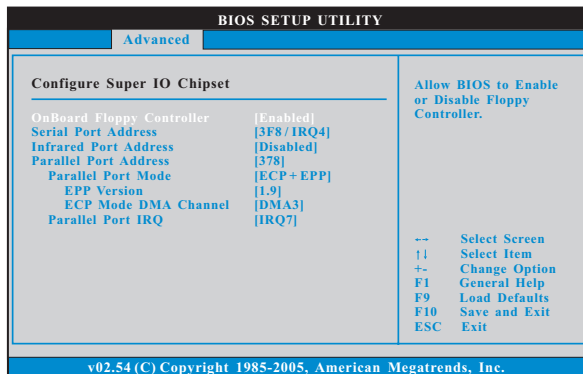 BIOS SETUP UTILITY
Advanced
Configure Super IO Chipset
OnBoard Floppy Controller [Enabled]
Serial Port Address [3F8 / IRQ4]
Infrared Port Address [Disabled]
Parallel Port Address [378]
Parallel Port Mode [ECP + EPP]
EPP Version [1.9]
ECP Mode DMA Channel [DMA3]
Parallel Port IRQ [IRQ7]
Allow BIOS to Enable
or Disable Floppy
Controller.
←→ Select Screen
↑↓ Select Item
+- Change Option
F1 General Help
F9 Load Defaults
F10 Save and Exit
ESC Exit
v02.54 (C) Copyright 1985-2005, American Megatrends, Inc.